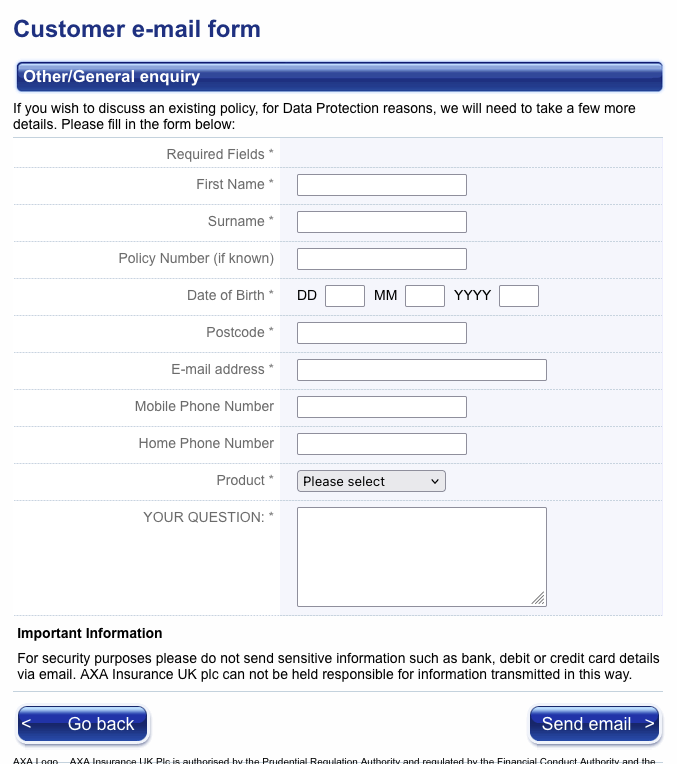 Customer e-mail form
Other/General enquiry
If you wish to discuss an existing policy, for Data Protection reasons, we will need to take a few more
details. Please fill in the form below:
Required Fields *
First Name *
Surname *
Policy Number (if known)
Date of Birth * DD MM YYYY
Postcode *
E-mail address *
Mobile Phone Number
Home Phone Number
Product * Please select
YOUR QUESTION: *
Important Information
For security purposes please do not send sensitive information such as bank, debit or credit card details
via email. AXA Insurance UK plc can not be held responsible for information transmitted in this way.
< Go back Send email >
AXA Logo AXA Insurance UK Plc is authorised by the Prudential Regulation Authority and regulated by the Financial Conduct Authority and the